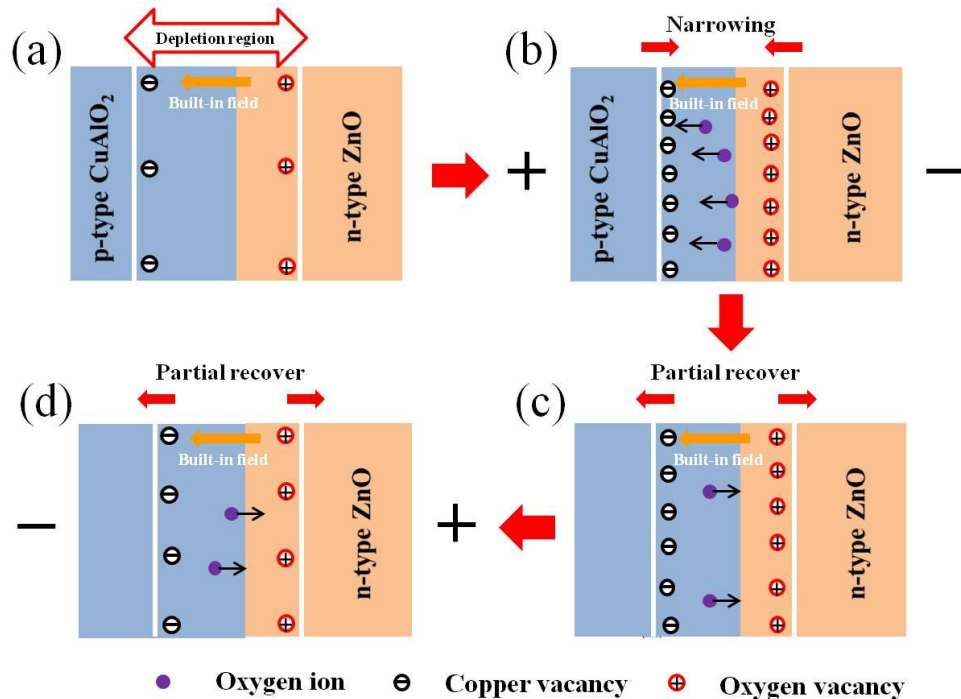 (a)
Depletion region
Built-in field
p-type CuAlO₂
n-type ZnO
(b)
Narrowing
Built-in field
p-type CuAlO₂
n-type ZnO
+
−
(d)
Partial recover
Built-in field
n-type ZnO
−
+
(c)
Partial recover
Built-in field
n-type ZnO
Oxygen ion
Copper vacancy
Oxygen vacancy